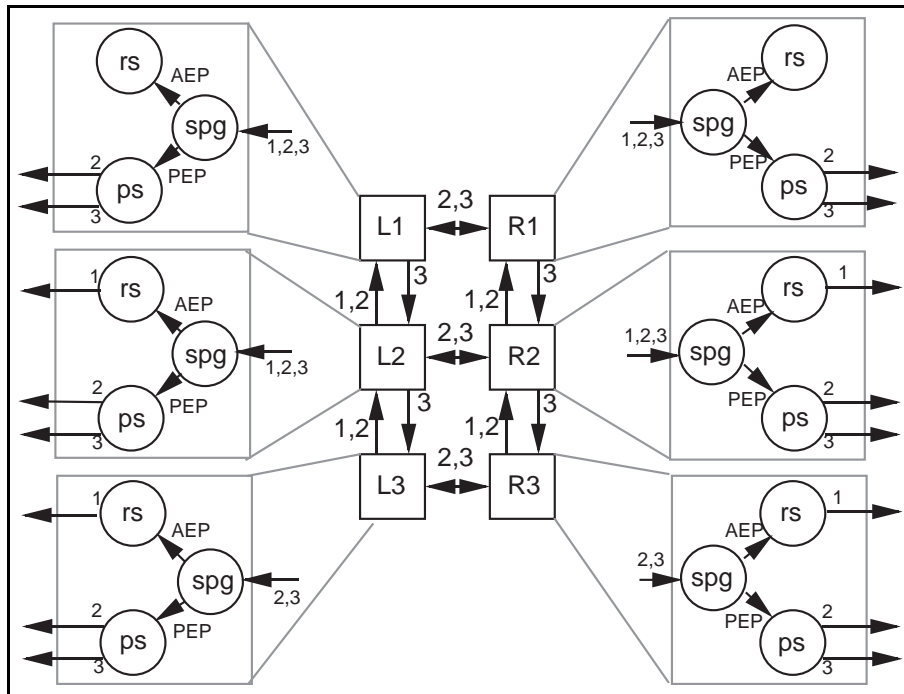 rs
AEP
spg
1,2,3
2
PEP
ps
3
rs
AEP
spg
1,2,3
PEP
2
ps
3
2,3
L1
R1
3
3
1,2
1,2
2,3
L2
R2
3
3
1,2
1,2
2,3
L3
R3
1
rs
AEP
spg
1,2,3
2
PEP
ps
3
rs
1
AEP
1,2,3
spg
PEP
2
ps
3
1
rs
AEP
spg
2,3
2
PEP
ps
3
rs
1
AEP
2,3
spg
PEP
2
ps
3